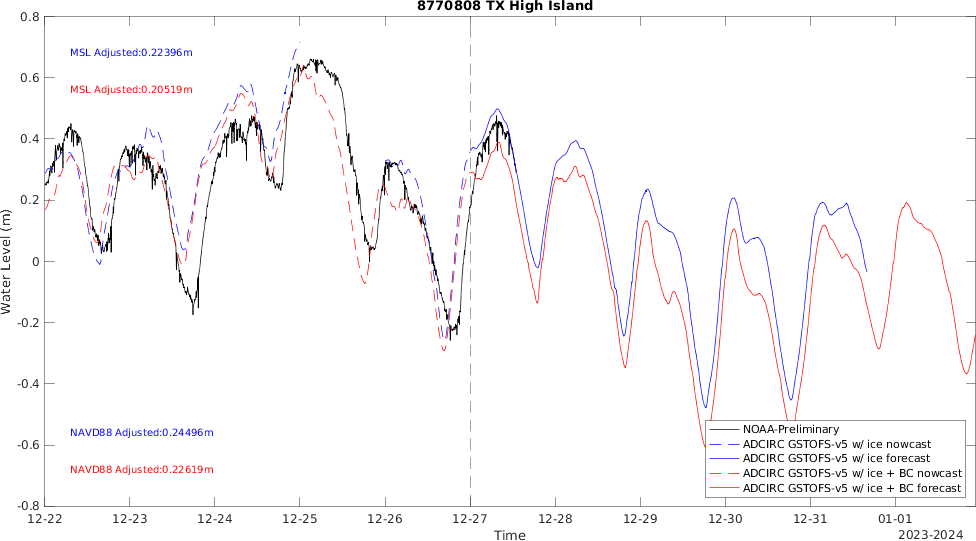 8770808 TX High Island
0.8
0.6
0.4
0.2
0
-0.2
-0.4
-0.6
-0.8
Water Level (m)
MSL Adjusted:0.22396m
MSL Adjusted:0.20519m
NAVD88 Adjusted:0.24496m
NAVD88 Adjusted:0.22619m
NOAA-Preliminary
ADCIRC GSTOFS-v5 w/ ice nowcast
ADCIRC GSTOFS-v5 w/ ice forecast
ADCIRC GSTOFS-v5 w/ ice + BC nowcast
ADCIRC GSTOFS-v5 w/ ice + BC forecast
12-22 12-23 12-24 12-25 12-26 12-27 12-28 12-29 12-30 12-31 01-01
Time
2023-2024